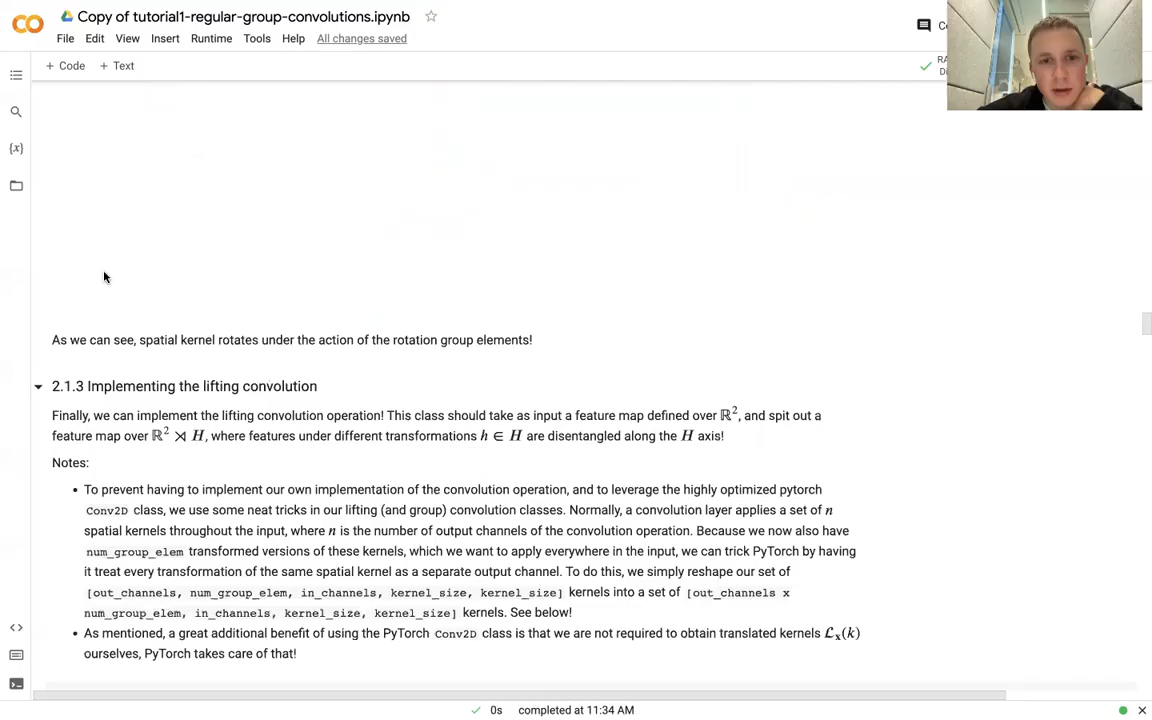 Copy of tutorial1-regular-group-convolutions.ipynb
File Edit View Insert Runtime Tools Help All changes saved
+ Code + Text
{x}
As we can see, spatial kernel rotates under the action of the rotation group elements!
2.1.3 Implementing the lifting convolution
Finally, we can implement the lifting convolution operation! This class should take as input a feature map defined over ℝ², and spit out a
feature map over ℝ² ⋊ H, where features under different transformations h ∈ H are disentangled along the H axis!
Notes:
• To prevent having to implement our own implementation of the convolution operation, and to leverage the highly optimized pytorch
Conv2D class, we use some neat tricks in our lifting (and group) convolution classes. Normally, a convolution layer applies a set of n
spatial kernels throughout the input, where n is the number of output channels of the convolution operation. Because we now also have
num_group_elem transformed versions of these kernels, which we want to apply everywhere in the input, we can trick PyTorch by having
it treat every transformation of the same spatial kernel as a separate output channel. To do this, we simply reshape our set of
[out_channels, num_group_elem, in_channels, kernel_size, kernel_size] kernels into a set of [out_channels x
num_group_elem, in_channels, kernel_size, kernel_size] kernels. See below!
• As mentioned, a great additional benefit of using the PyTorch Conv2D class is that we are not required to obtain translated kernels ℒₓ(k)
ourselves, PyTorch takes care of that!
0s completed at 11:34 AM